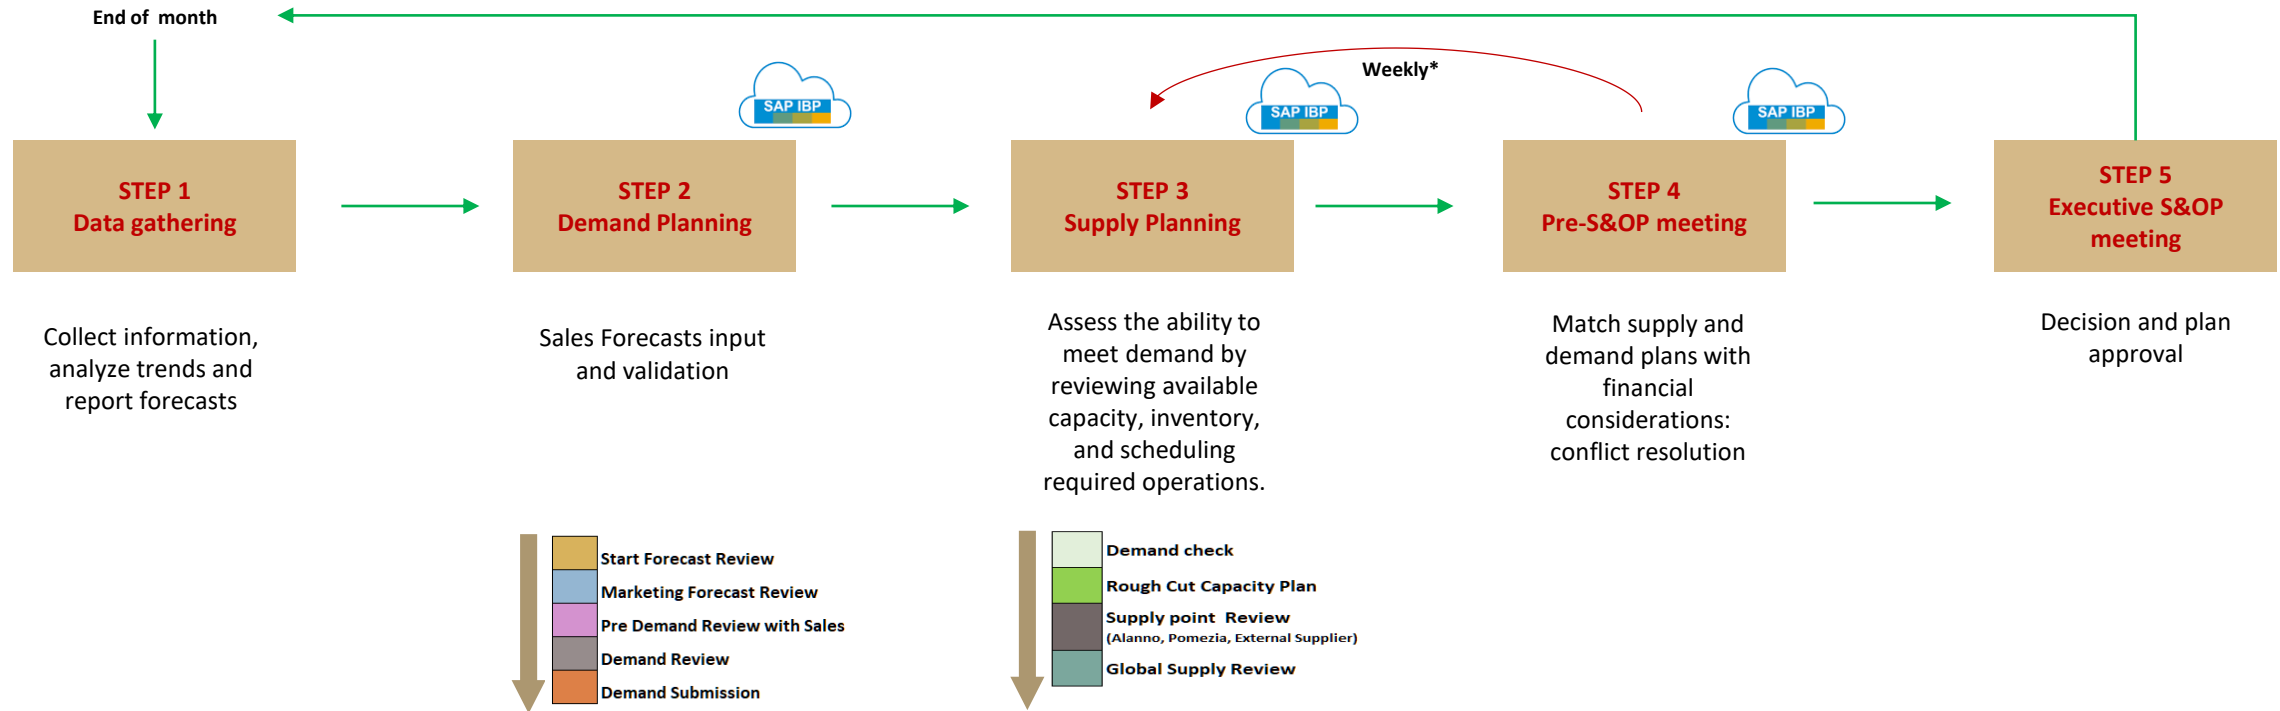 End of month
Weekly*
SAP IBP
SAP IBP
SAP IBP
STEP 1
Data gathering
STEP 2
Demand Planning
STEP 3
Supply Planning
STEP 4
Pre-S&OP meeting
STEP 5
Executive S&OP
meeting
Collect information,
analyze trends and
report forecasts
Sales Forecasts input
and validation
Assess the ability to
meet demand by
reviewing available
capacity, inventory,
and scheduling
required operations.
Match supply and
demand plans with
financial
considerations:
conflict resolution
Decision and plan
approval
Start Forecast Review
Marketing Forecast Review
Pre Demand Review with Sales
Demand Review
Demand Submission
Demand check
Rough Cut Capacity Plan
Supply point Review
(Alanno, Pomezia, External Supplier)
Global Supply Review